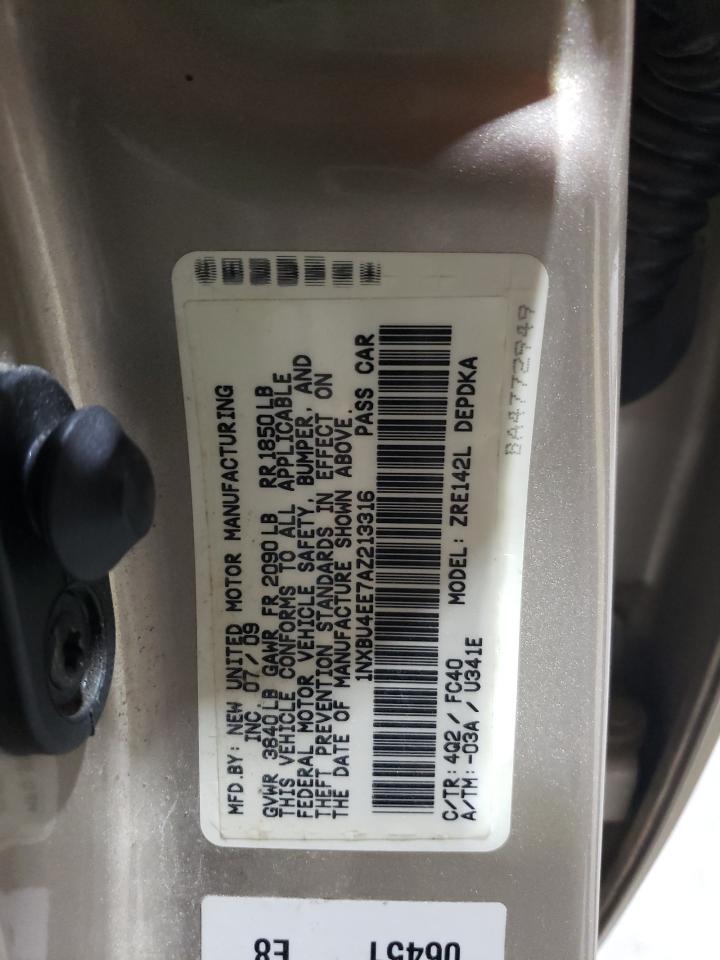 MFD.BY: NEW UNITED MOTOR MANUFACTURING
INC 07/09
GVWR 3840LB GAWR FR 2090LB RR1850LB
THIS VEHICLE CONFORMS TO ALL APPLICABLE
FEDERAL MOTOR VEHICLE SAFETY, BUMPER, AND
THEFT PREVENTION STANDARDS IN EFFECT ON
THE DATE OF MANUFACTURE SHOWN ABOVE.
1NXBU4EE7AZ213316 PASS CAR
C/TR:4Q2/FC40 MODEL: ZRE142L DEPDKA
A/TM:-03A/U341E
BA4772949
06451
E8